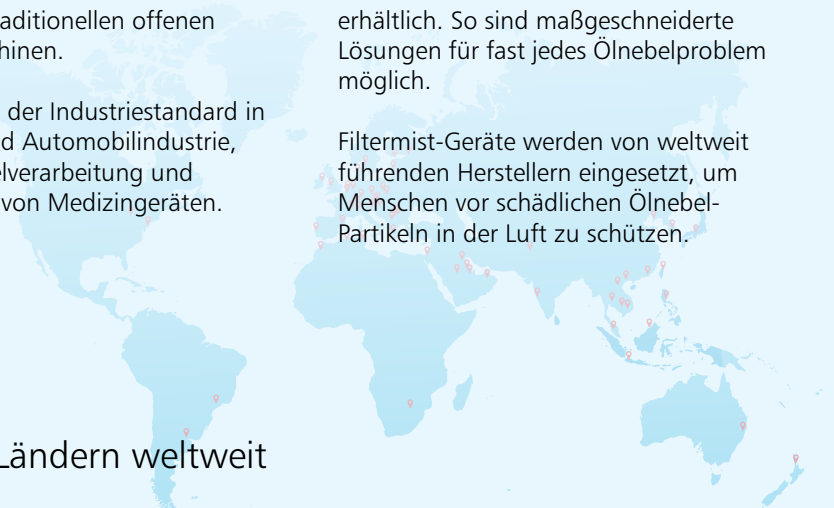 aditionellen offenen
hinen.
der Industriestandard in
d Automobilindustrie,
elverarbeitung und
von Medizingeräten.
erhältlich. So sind maßgeschneiderte
Lösungen für fast jedes Ölnebelproblem
möglich.
Filtermist-Geräte werden von weltweit
führenden Herstellern eingesetzt, um
Menschen vor schädlichen Ölnebel-
Partikeln in der Luft zu schützen.
Ländern weltweit